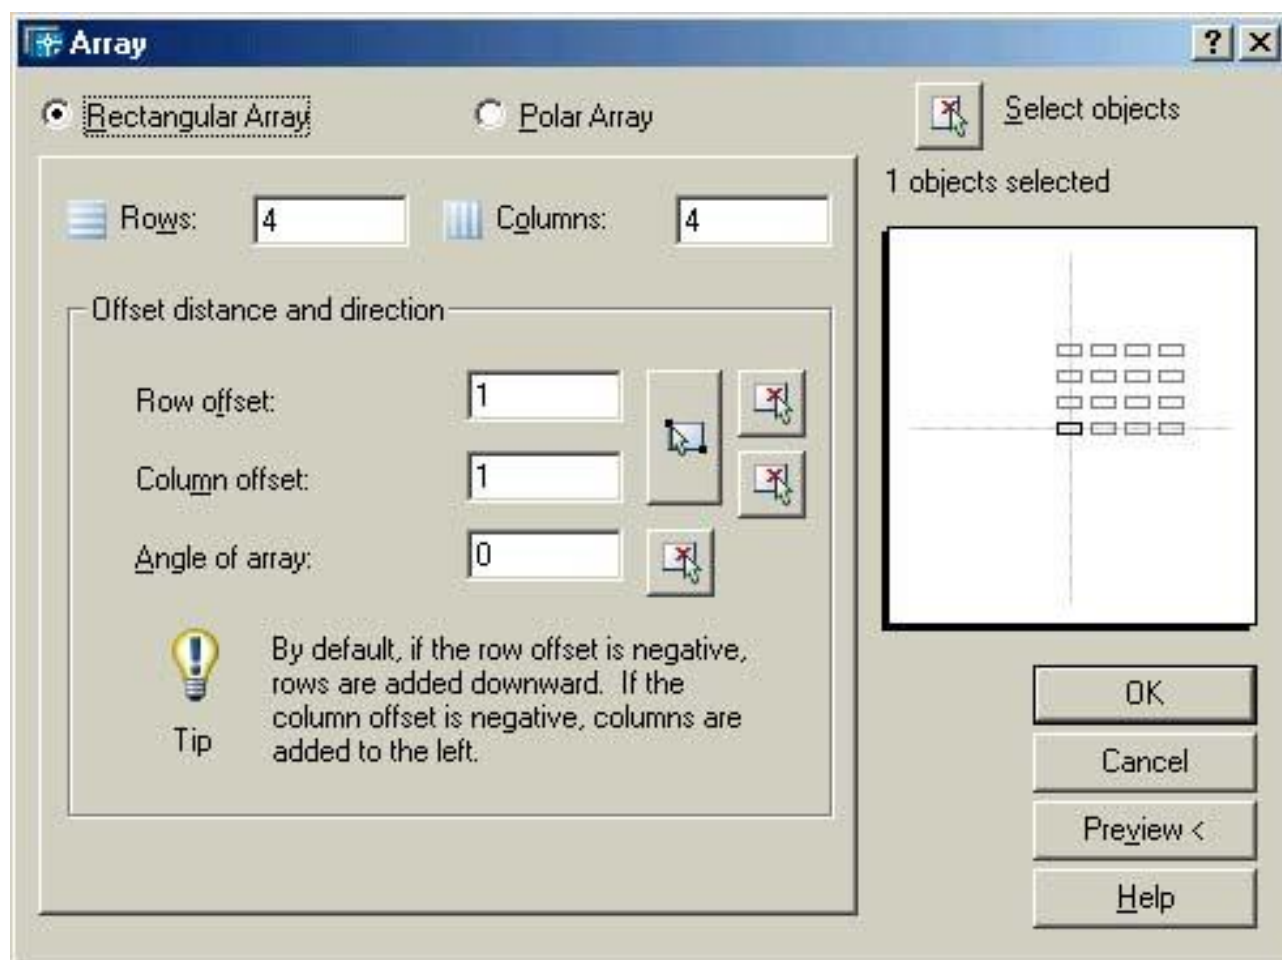 Array
Rectangular Array
Polar Array
Select objects
1 objects selected
Rows:
4
Columns:
4
Offset distance and direction
Row offset:
1
Column offset:
1
Angle of array:
0
Tip
By default, if the row offset is negative,
rows are added downward.  If the
column offset is negative, columns are
added to the left.
OK
Cancel
Preview <
Help